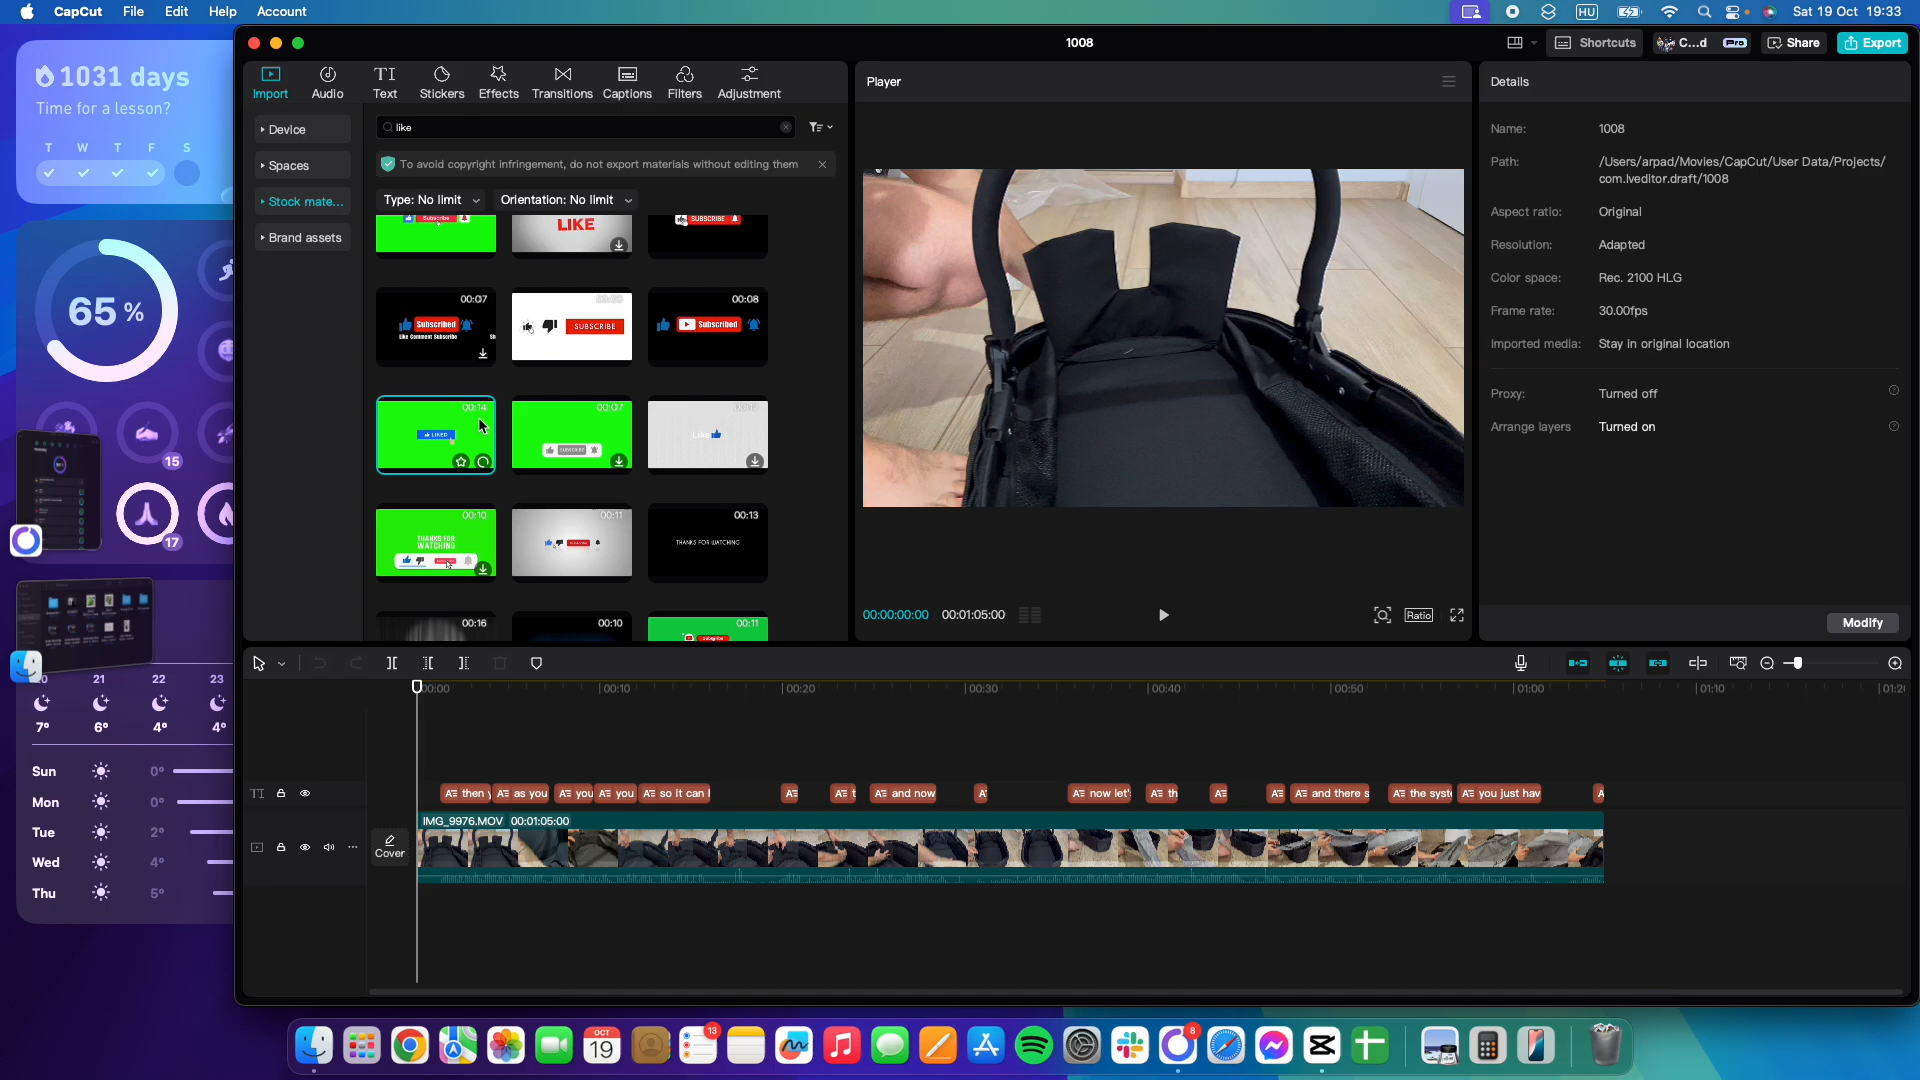 CapCut File Edit Help Account
HU
Sat 19 Oct 19:33
1031 days
Time for a lesson?
T W T F S
65 %
15
17
20 21 22 23
7° 6° 4° 4°
Sun 0°
Mon 0°
Tue 2°
Wed 4°
Thu 5°
1008
Shortcuts
C...d
Pro
Share
Export
Import
Audio
Text
Stickers
Effects
Transitions
Captions
Filters
Adjustment
Device
Spaces
Stock mate...
Brand assets
like
To avoid copyright infringement, do not export materials without editing them
Type: No limit
Orientation: No limit
Subscribe
LIKE
SUBSCRIBE
00:07
Subscribed
Like Comment Subscribe
SUBSCRIBE
00:08
Subscribed
00:14
LIKED
00:07
SUBSCRIBE
Like
00:10
THANKS FOR
WATCHING
00:11
00:13
THANKS FOR WATCHING
00:16
00:10
00:11
Player
00:00:00:00 00:01:05:00
Ratio
Details
Name: 1008
Path: /Users/arpad/Movies/CapCut/User Data/Projects/
com.lveditor.draft/1008
Aspect ratio: Original
Resolution: Adapted
Color space: Rec. 2100 HLG
Frame rate: 30.00fps
Imported media: Stay in original location
Proxy: Turned off
Arrange layers Turned on
Modify
00:00 00:10 00:20 00:30 00:40 00:50 01:00 01:10 01:20
then y as you you you so it can t and now now let's th and there s the syste you just hav
Cover
IMG_9976.MOV 00:01:05:00
OCT
19
13
8